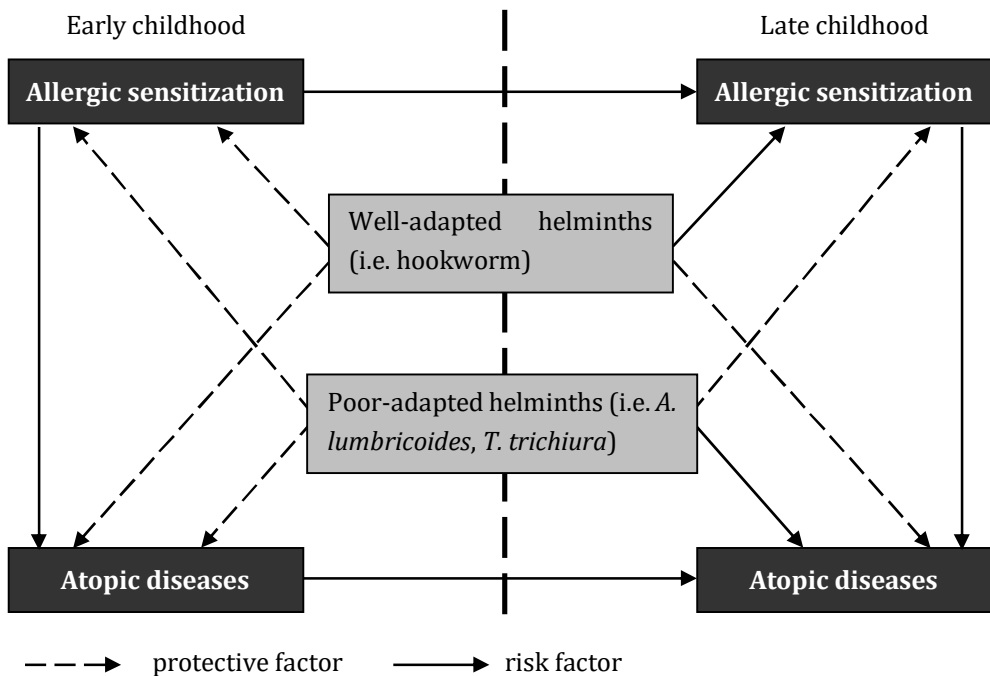 Early childhood
Late childhood
Allergic sensitization
Allergic sensitization
Well-adapted helminths
(i.e. hookworm)
Poor-adapted helminths (i.e. A.
lumbricoides, T. trichiura)
Atopic diseases
Atopic diseases
protective factor
risk factor